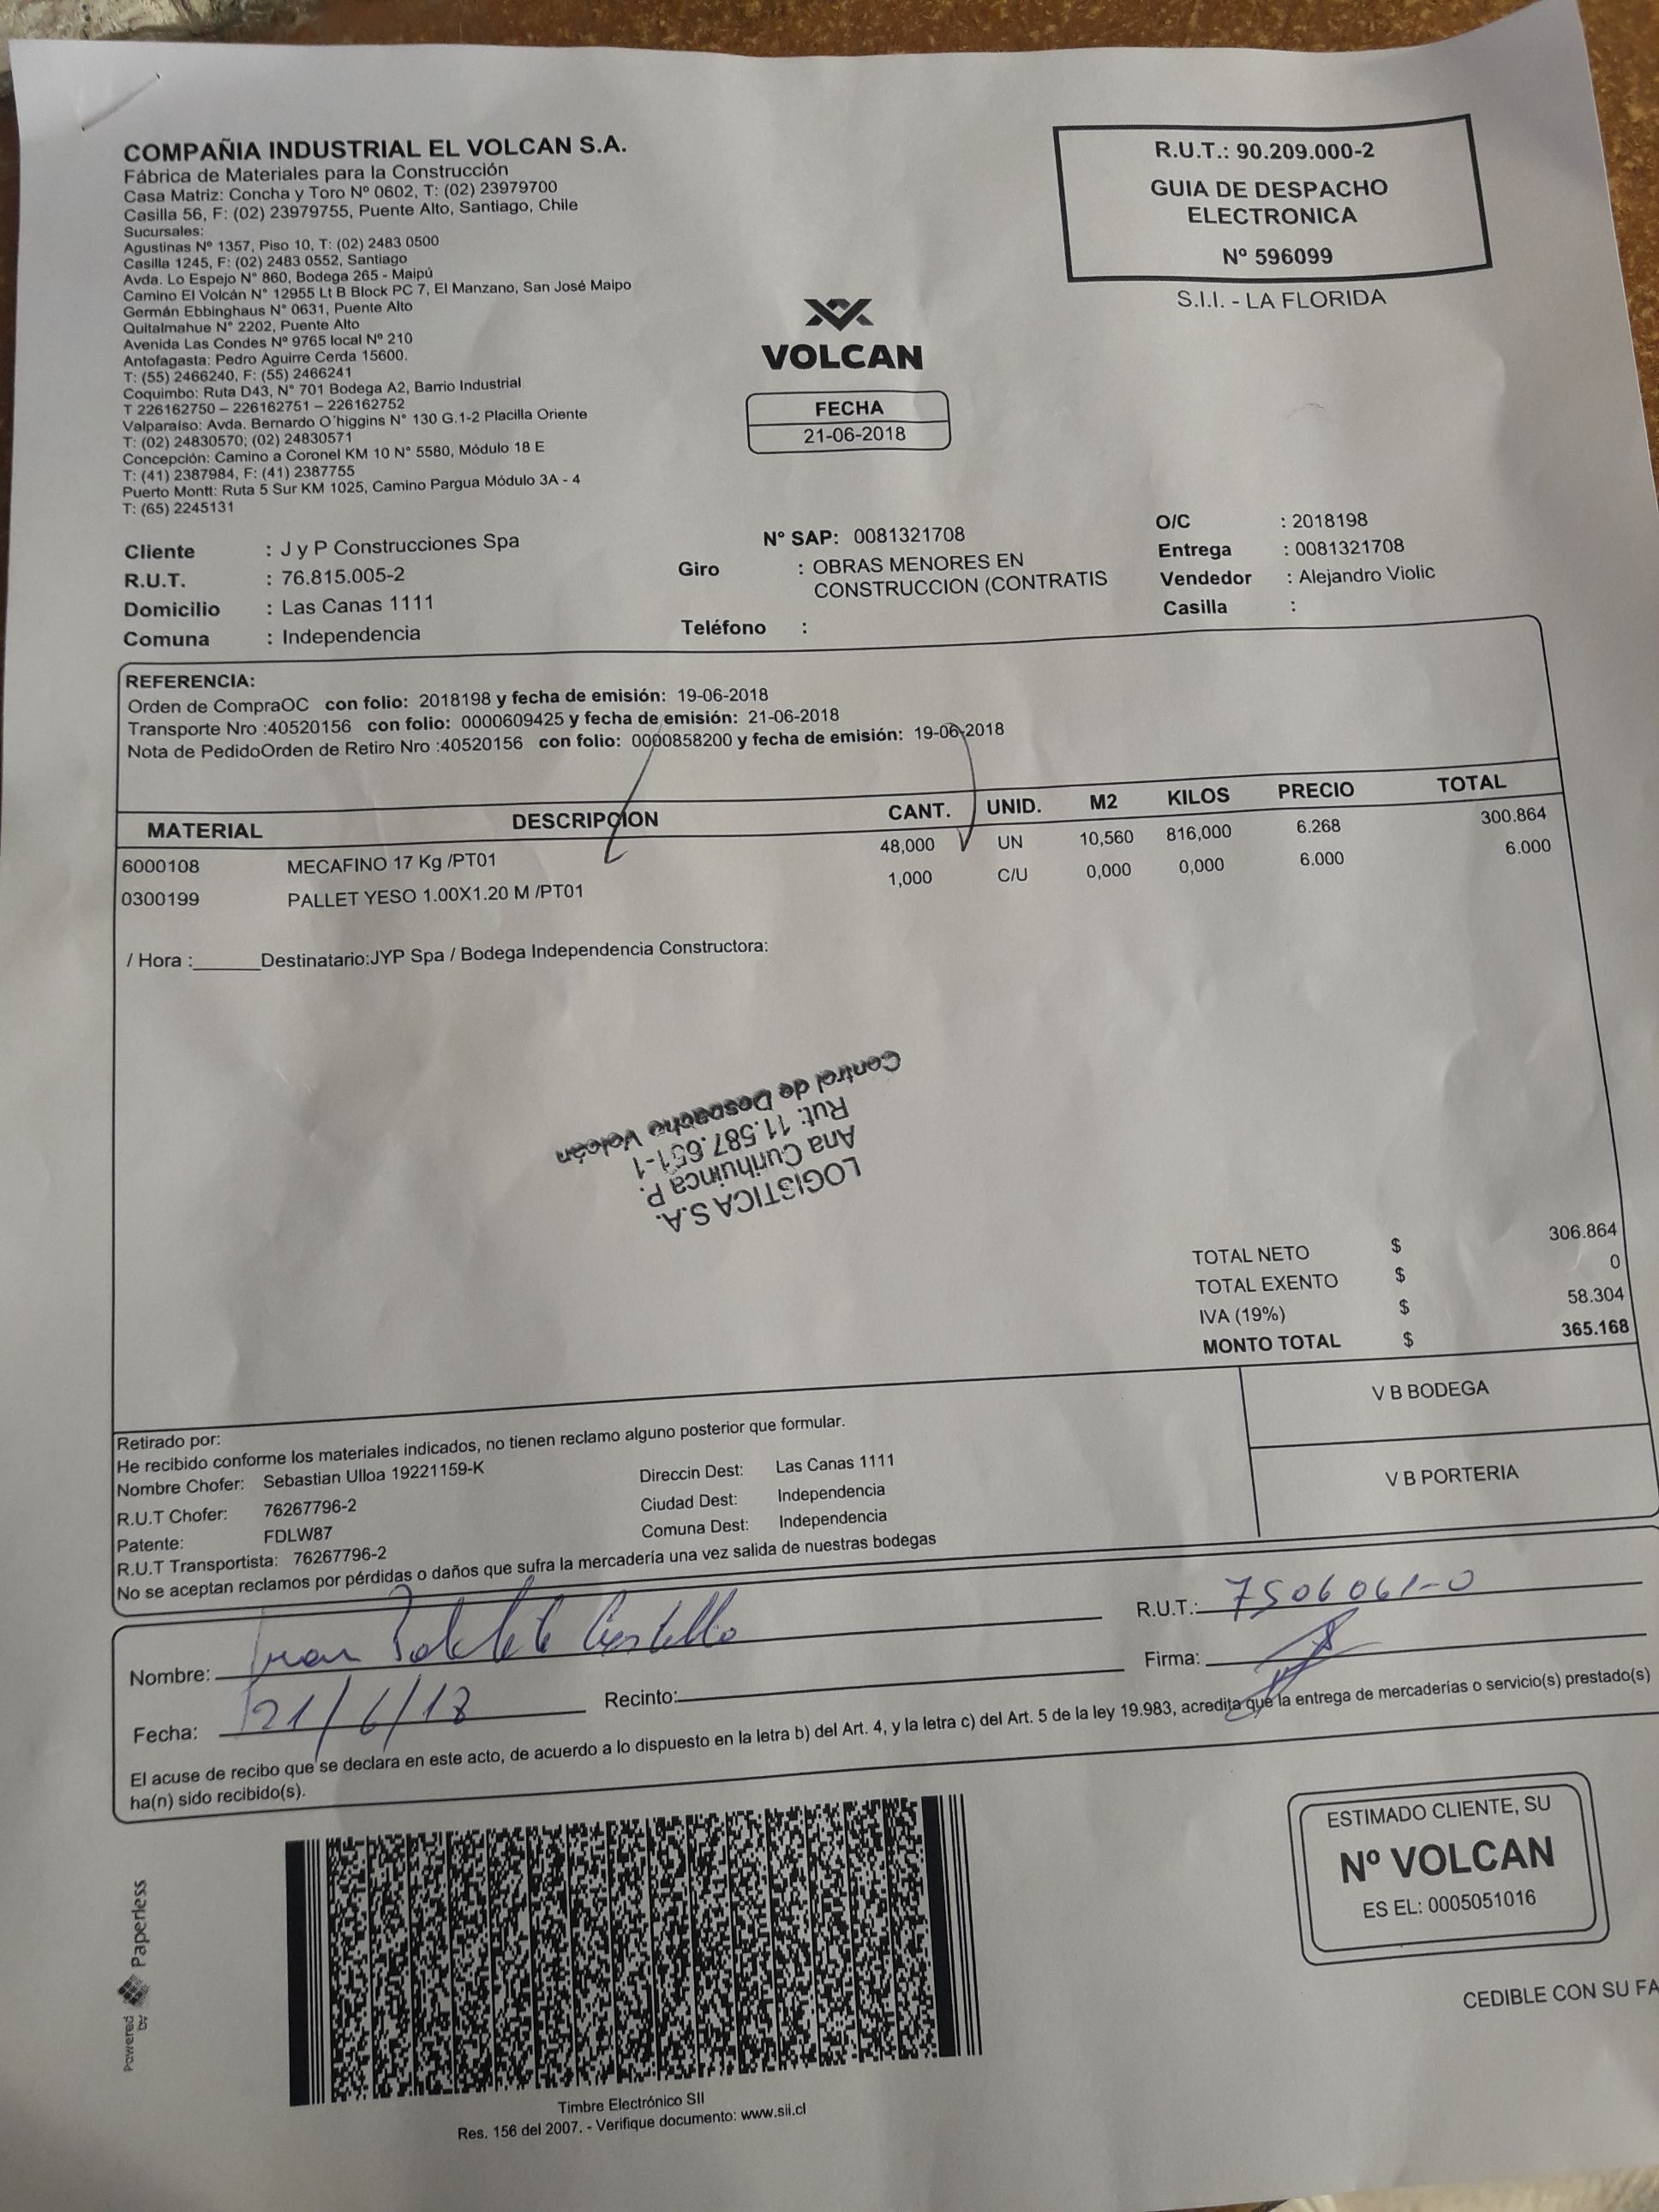 COMPAÑIA INDUSTRIAL EL VOLCAN S.A.
Fábrica de Materiales para la Construcción
Casa Matriz: Concha y Toro Nº 0602, T: (02) 23979700
Casilla 56, F: (02) 23979755, Puente Alto, Santiago, Chile
Sucursales:
Agustinas Nº 1357, Piso 10, T: (02) 2483 0500
Casilla 1245, F: (02) 2483 0552, Santiago
Avda. Lo Espejo N° 860, Bodega 265 - Maipú
Camino El Volcán N° 12955 Lt B Block PC 7, El Manzano, San José Maipo
Germán Ebbinghaus N° 0631, Puente Alto
Quitalmahue N° 2202, Puente Alto
Avenida Las Condes Nº 9765 local Nº 210
Antofagasta: Pedro Aguirre Cerda 15600.
T: (55) 2466240, F: (55) 2466241
Coquimbo: Ruta D43, N° 701 Bodega A2, Barrio Industrial
T 226162750 – 226162751 – 226162752
Valparaíso: Avda. Bernardo O´higgins N° 130 G.1-2 Placilla Oriente
T: (02) 24830570; (02) 24830571
Concepción: Camino a Coronel KM 10 N° 5580, Módulo 18 E
T: (41) 2387984, F: (41) 2387755
Puerto Montt: Ruta 5 Sur KM 1025, Camino Pargua Módulo 3A - 4
T: (65) 2245131
R.U.T.: 90.209.000-2
GUIA DE DESPACHO
ELECTRONICA
Nº 596099
S.I.I. - LA FLORIDA
VOLCAN
FECHA
21-06-2018
Cliente : J y P Construcciones Spa
R.U.T. : 76.815.005-2
Domicilio : Las Canas 1111
Comuna : Independencia
N° SAP: 0081321708
Giro : OBRAS MENORES EN
CONSTRUCCION (CONTRATIS
Teléfono :
O/C : 2018198
Entrega : 0081321708
Vendedor : Alejandro Violic
Casilla :
REFERENCIA:
Orden de CompraOC con folio: 2018198 y fecha de emisión: 19-06-2018
Transporte Nro :40520156 con folio: 0000609425 y fecha de emisión: 21-06-2018
Nota de PedidoOrden de Retiro Nro :40520156 con folio: 0000858200 y fecha de emisión: 19-06-2018
MATERIAL DESCRIPCION CANT. UNID. M2 KILOS PRECIO TOTAL
6000108 MECAFINO 17 Kg /PT01 48,000 UN 10,560 816,000 6.268 300.864
0300199 PALLET YESO 1.00X1.20 M /PT01 1,000 C/U 0,000 0,000 6.000 6.000
/ Hora :______Destinatario:JYP Spa / Bodega Independencia Constructora:
LOGISTICA S.A.
Ana Curihuinca P.
Rut: 11.587.651-1
Control de Despacho Volcán
TOTAL NETO $ 306.864
TOTAL EXENTO $ 0
IVA (19%) $ 58.304
MONTO TOTAL $ 365.168
V B BODEGA
V B PORTERIA
Retirado por:
He recibido conforme los materiales indicados, no tienen reclamo alguno posterior que formular.
Nombre Chofer: Sebastian Ulloa 19221159-K Direccin Dest: Las Canas 1111
R.U.T Chofer: 76267796-2 Ciudad Dest: Independencia
Patente: FDLW87 Comuna Dest: Independencia
R.U.T Transportista: 76267796-2
No se aceptan reclamos por pérdidas o daños que sufra la mercadería una vez salida de nuestras bodegas
Nombre: Juan Castillo R.U.T.: 7506061-0
Fecha: 21/6/18 Recinto: Firma:
El acuse de recibo que se declara en este acto, de acuerdo a lo dispuesto en la letra b) del Art. 4, y la letra c) del Art. 5 de la ley 19.983, acredita que la entrega de mercaderías o servicio(s) prestado(s)
ha(n) sido recibido(s).
Powered by Paperless
Timbre Electrónico SII
Res. 156 del 2007. - Verifique documento: www.sii.cl
ESTIMADO CLIENTE, SU
Nº VOLCAN
ES EL: 0005051016
CEDIBLE CON SU FA